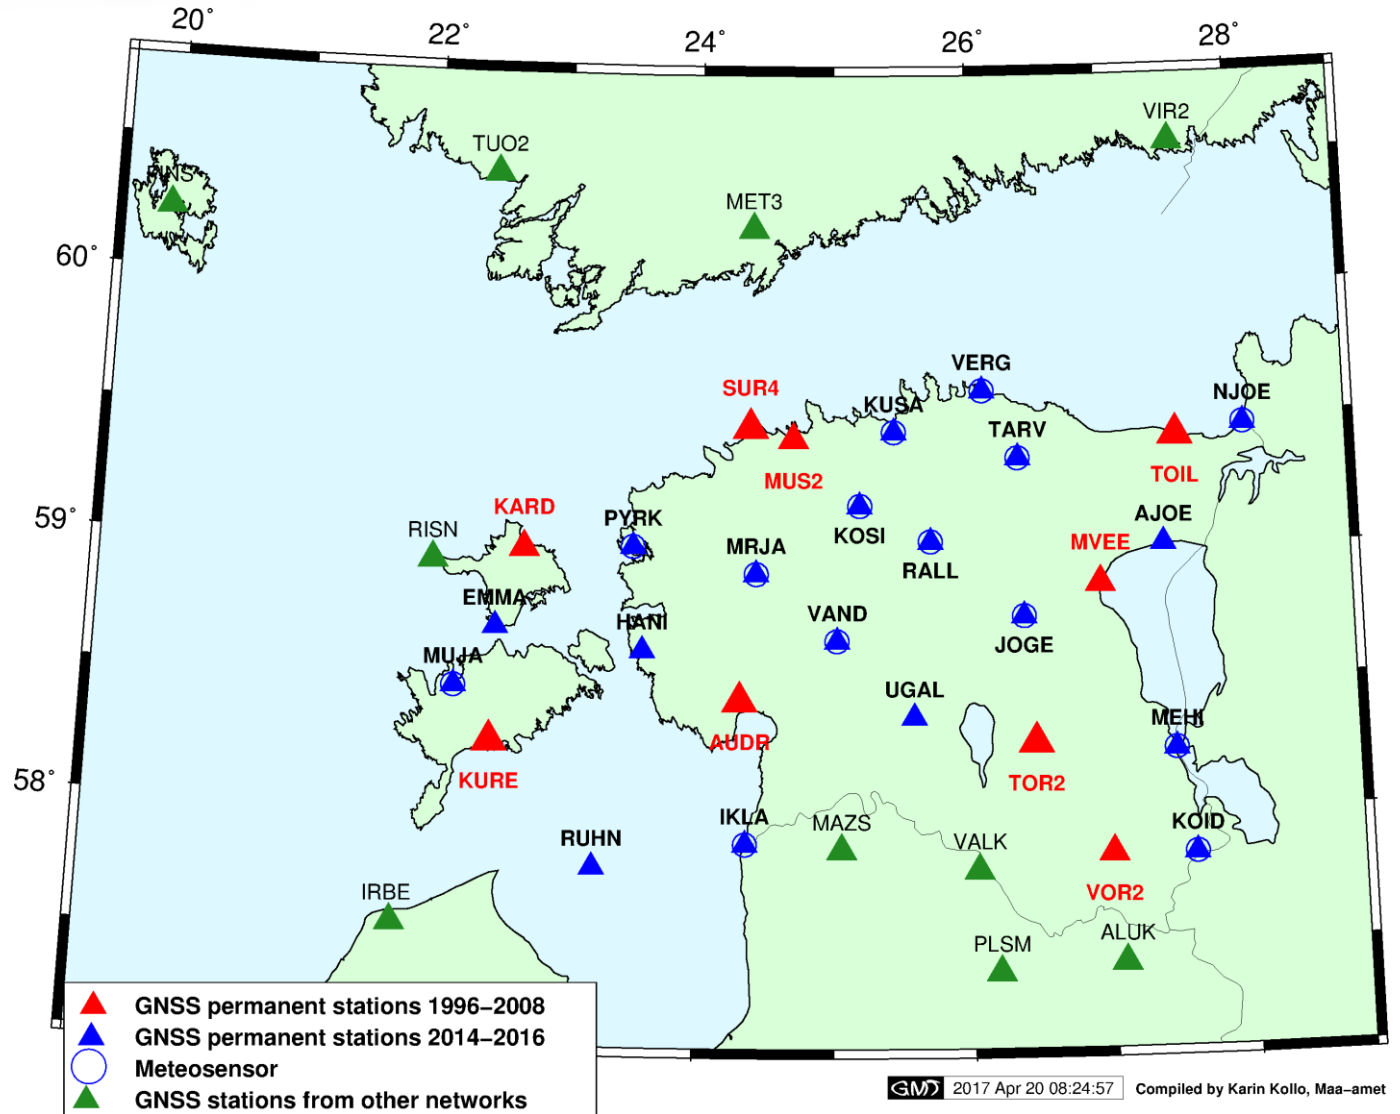 20°
22°
24°
26°
28°
VIR2
TUO2
MET3
60°
VERG
SUR4
NJOE
KUSA
TARV
MUS2
TOIL
KARD
59°
RISN
PYRK
AJOE
KOSI
MVEE
MRJA
RALL
EMMA
VAND
HANI
JOGE
MUJA
UGAL
MEHI
AUDR
KURE
58°
TOR2
IKLA
MAZS
KOID
RUHN
VALK
IRBE
VOR2
PLSM
ALUK
GNSS permanent stations 1996–2008
GNSS permanent stations 2014–2016
Meteosensor
GNSS stations from other networks
GMT 2017 Apr 20 08:24:57 Compiled by Karin Kollo, Maa–amet